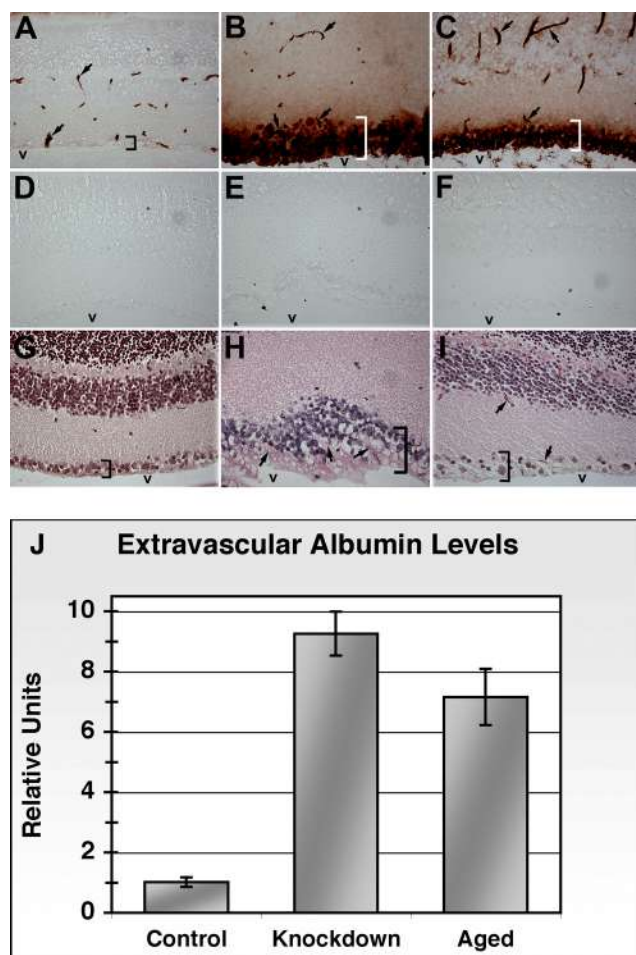 A B C
v v v
D E F
v v v
G H I
v v v
J Extravascular Albumin Levels
10
8
6
4
2
0
Relative Units
Control Knockdown Aged